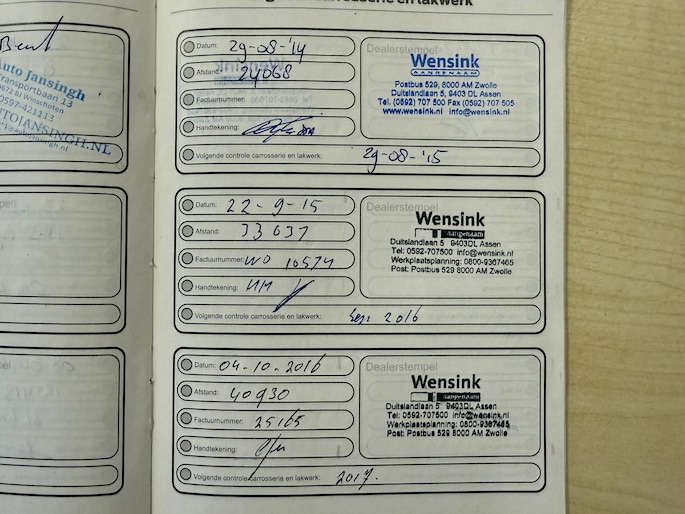 carrosserie en lakwerk
Auto Jansingh
Transportbaan 13
9672 BJ Winschoten
0597-421113
@autojansingh.nl
AUTOJANSINGH.NL
Datum: 29-08-'14
Afstand: 24068
Factuurnummer:
Handtekening:
Volgende controle carrosserie en lakwerk: 29-08-'15
Dealerstempel
Wensink
AANGENAAM
Postbus 529, 8000 AM Zwolle
Duitslandlaan 5, 9403 DL Assen
Tel. (0592) 707 500 Fax (0592) 707 505
www.wensink.nl info@wensink.nl
Datum: 22-9-15
Afstand: 33637
Factuurnummer: WO 10574
Handtekening:
Volgende controle carrosserie en lakwerk: Sep. 2016
Dealerstempel
Wensink
aangenaam
Duitslandlaan 5 9403DL Assen
Tel: 0592-707500 info@wensink.nl
Werkplaatsplanning: 0800-9367465
Post: Postbus 529 8000 AM Zwolle
Datum: 04-10-2016
Afstand: 40930
Factuurnummer: 25165
Handtekening:
Volgende controle carrosserie en lakwerk: 2017.
Dealerstempel
Wensink
aangenaam
Duitslandlaan 5 9403DL Assen
Tel: 0592-707500 info@wensink.nl
Werkplaatsplanning: 0800-9367465
Post: Postbus 529 8000 AM Zwolle